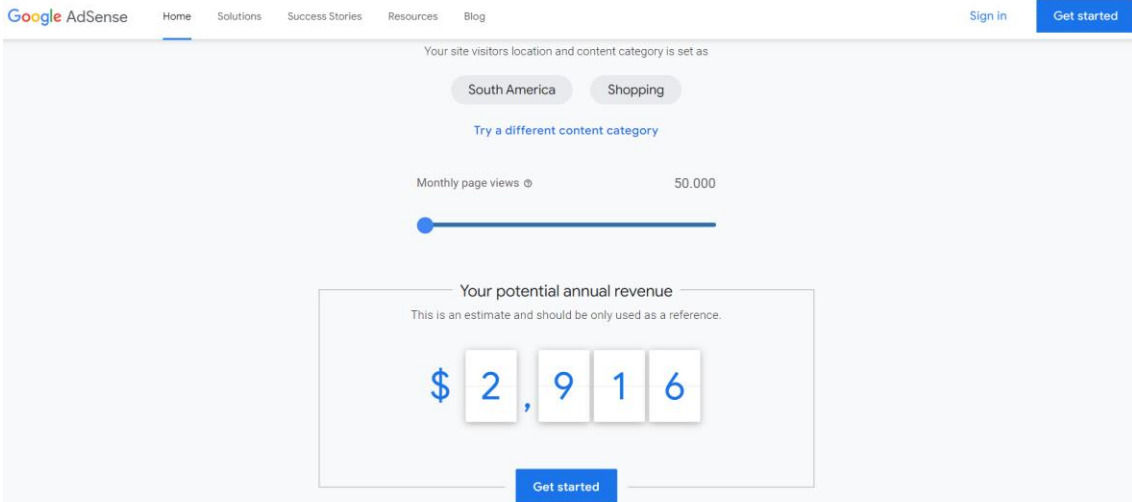 Google AdSense Home Solutions Success Stories Resources Blog Sign in Get started
Your site visitors location and content category is set as
South America Shopping
Try a different content category
Monthly page views ? 50.000
Your potential annual revenue
This is an estimate and should be only used as a reference.
$ 2,916
Get started